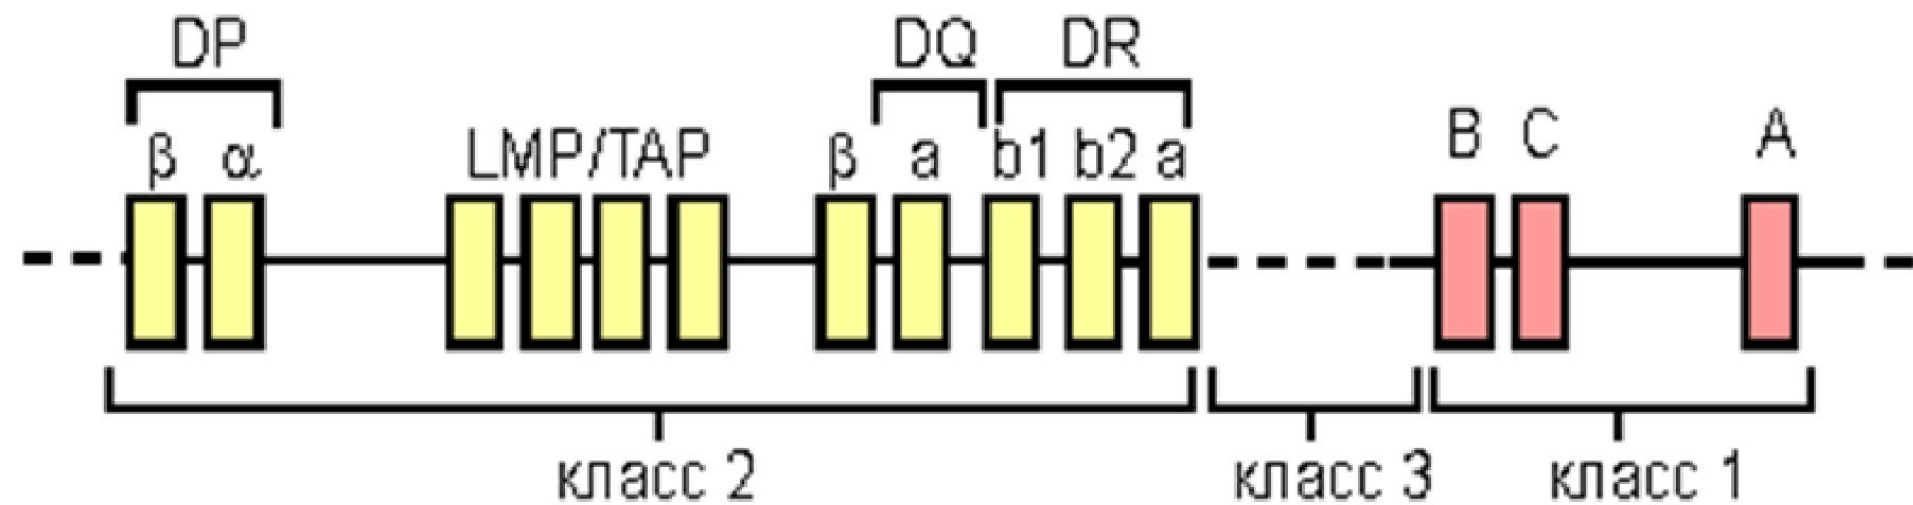 DP DQ DR
β α LMP/TAP β a b1 b2 a B C A
класс 2 класс 3 класс 1